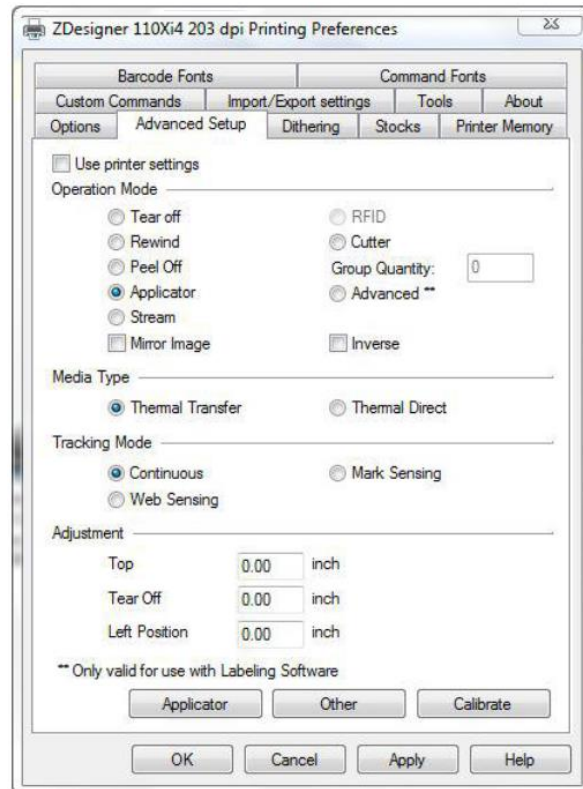 ZDesigner 110Xi4 203 dpi Printing Preferences
Barcode Fonts Command Fonts
Custom Commands Import/Export settings Tools About
Options Advanced Setup Dithering Stocks Printer Memory
Use printer settings
Operation Mode
Tear off RFID
Rewind Cutter
Peel Off Group Quantity: 0
Applicator Advanced **
Stream
Mirror Image Inverse
Media Type
Thermal Transfer Thermal Direct
Tracking Mode
Continuous Mark Sensing
Web Sensing
Adjustment
Top 0.00 inch
Tear Off 0.00 inch
Left Position 0.00 inch
** Only valid for use with Labeling Software
Applicator Other Calibrate
OK Cancel Apply Help